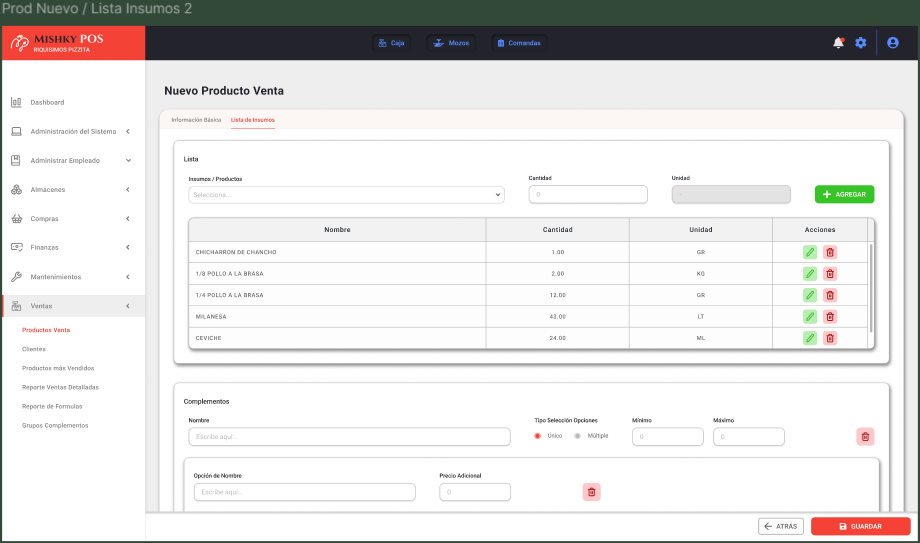 Prod Nuevo / Lista Insumos 2
MISHKY POS
RIQUISIMOS PIZZITA
Caja
Mozos
Comandas
Dashboard
Administración del Sistema
Administrar Empleado
Almacenes
Compras
Finanzas
Mantenimientos
Ventas
Productos Venta
Clientes
Productos más Vendidos
Reporte Ventas Detalladas
Reporte de Formulas
Grupos Complementos
Nuevo Producto Venta
Información Básica Lista de Insumos
Lista
Insumos / Productos Cantidad Unidad
Selecciona... 0 AGREGAR
Nombre Cantidad Unidad Acciones
CHICHARRON DE CHANCHO 1.00 GR
1/8 POLLO A LA BRASA 2.00 KG
1/4 POLLO A LA BRASA 12.00 GR
MILANESA 43.00 LT
CEVICHE 24.00 ML
Complementos
Nombre Tipo Selección Opciones Mínimo Máximo
Escribe aquí... Único Múltiple 0 0
Opción de Nombre Precio Adicional
Escribe aquí... 0
ATRÁS GUARDAR